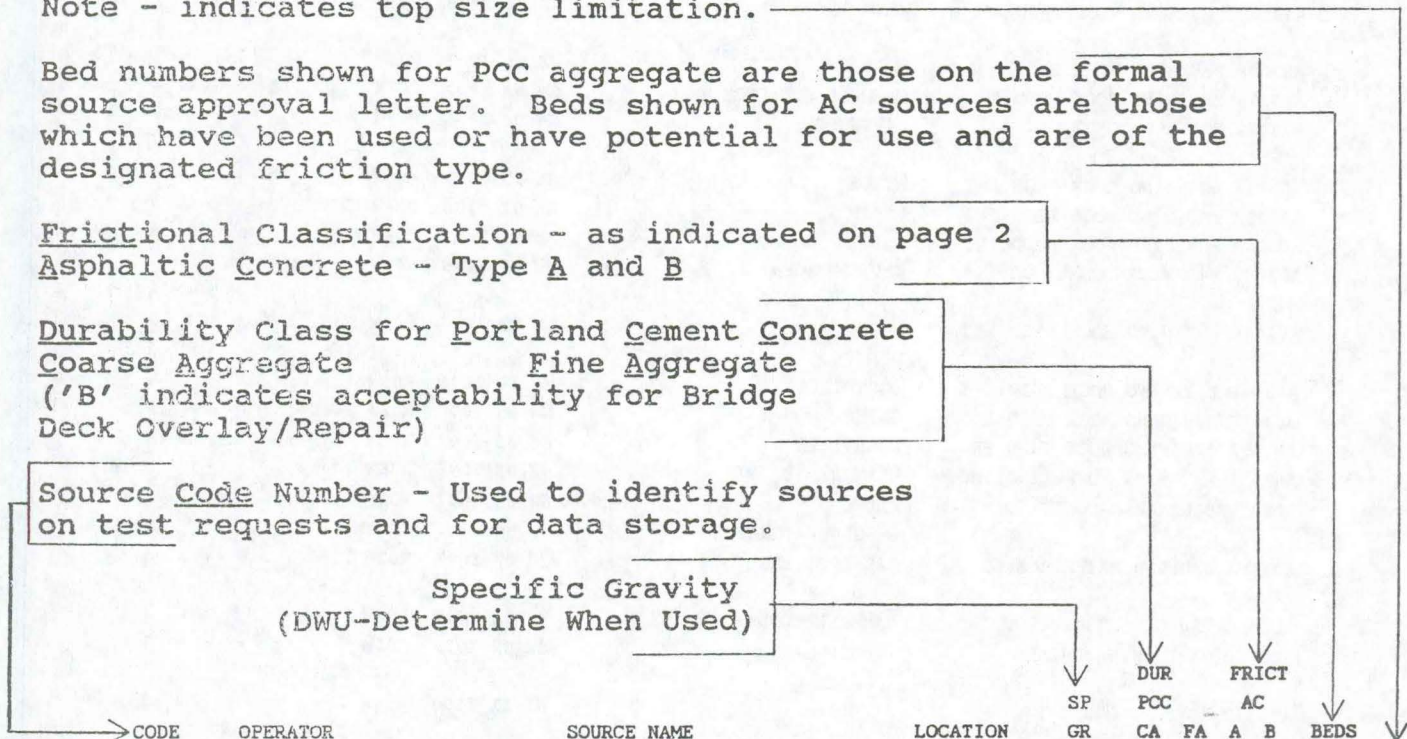 Note - indicates top size limitation.
Bed numbers shown for PCC aggregate are those on the formal
source approval letter. Beds shown for AC sources are those
which have been used or have potential for use and are of the
designated friction type.
Frictional Classification - as indicated on page 2
Asphaltic Concrete - Type A and B
Durability Class for Portland Cement Concrete
Coarse Aggregate Fine Aggregate
('B' indicates acceptability for Bridge
Deck Overlay/Repair)
Source Code Number - Used to identify sources
on test requests and for data storage.
Specific Gravity
(DWU-Determine When Used)
DUR FRICT
SP PCC AC
CODE OPERATOR SOURCE NAME LOCATION GR CA FA A B BEDS